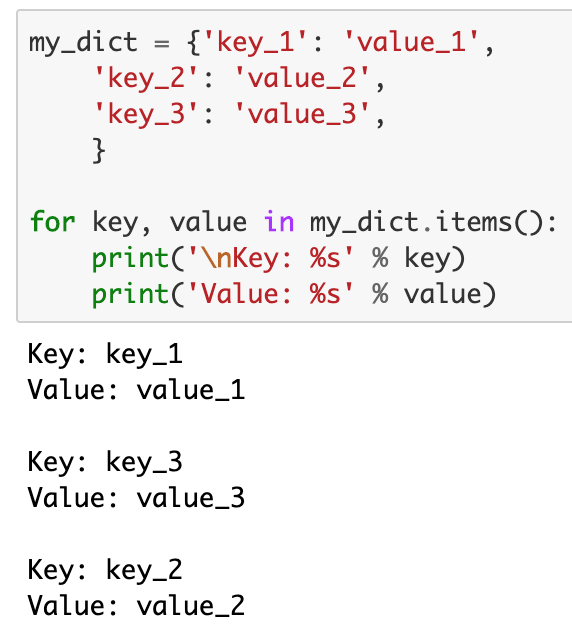 my_dict = {'key_1': 'value_1',
    'key_2': 'value_2',
    'key_3': 'value_3',
    }

for key, value in my_dict.items():
    print('\nKey: %s' % key)
    print('Value: %s' % value)

Key: key_1
Value: value_1

Key: key_3
Value: value_3

Key: key_2
Value: value_2